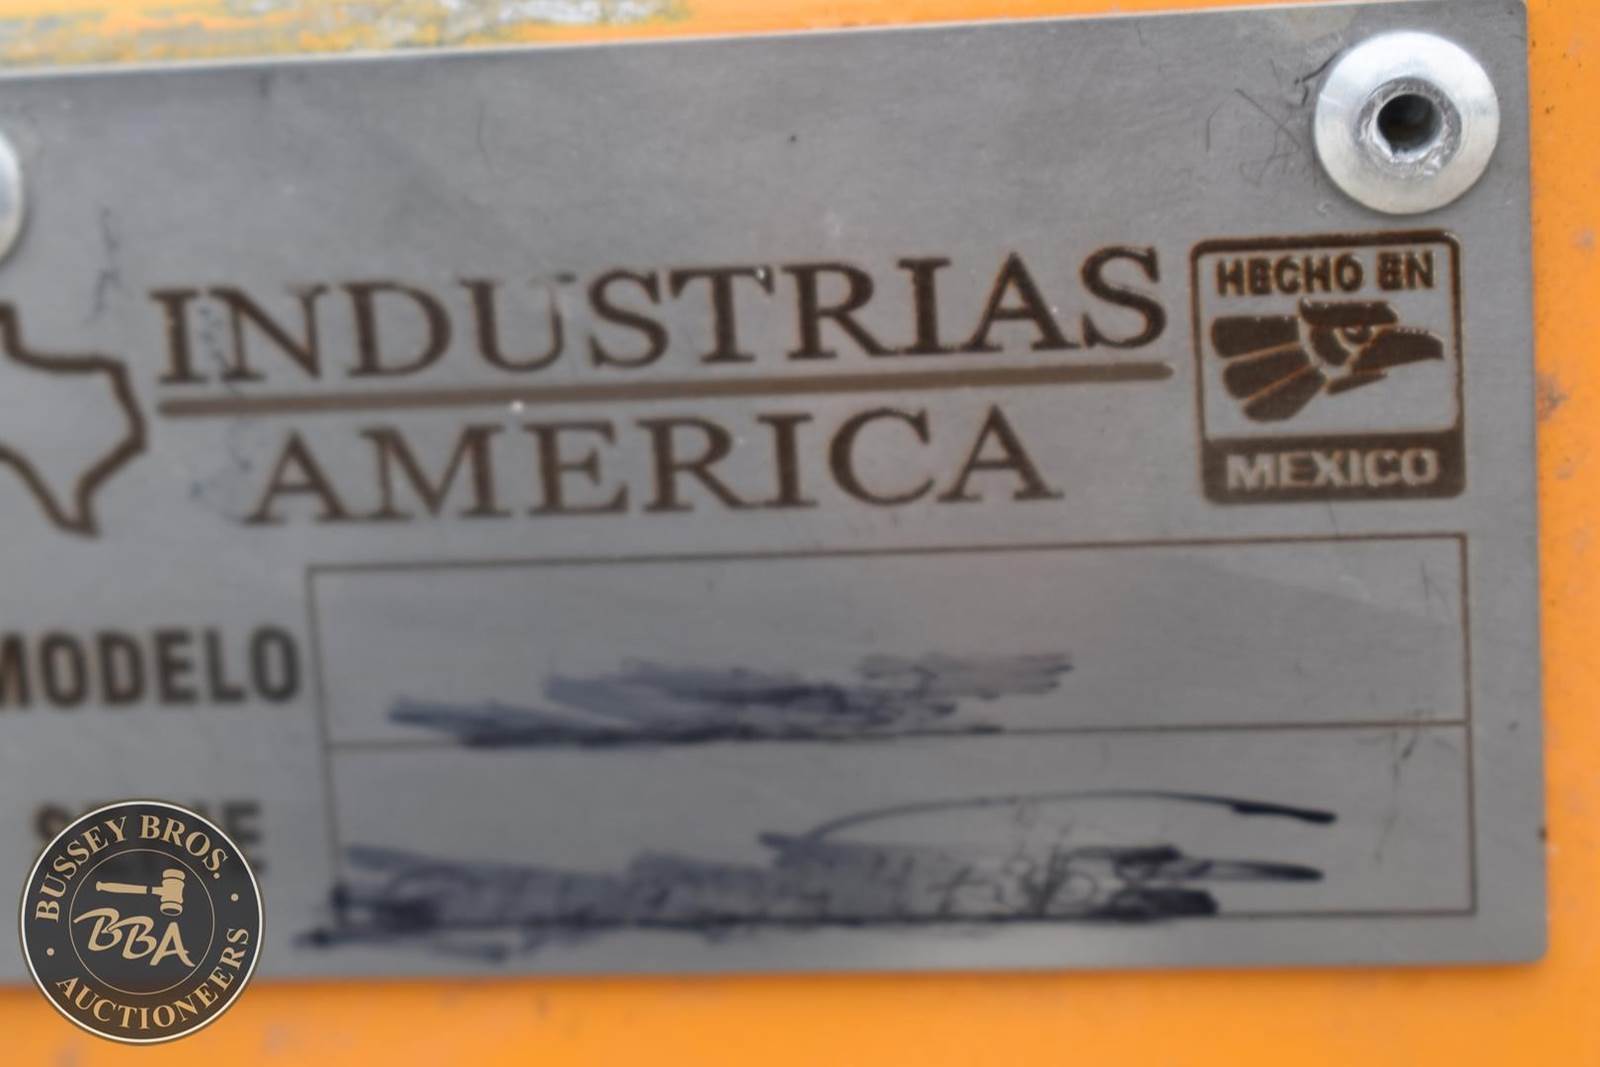 INDUSTRIAS
AMERICA
HECHO EN
MEXICO
MODELO
BUSSEY BROS.
BBA
AUCTIONEERS